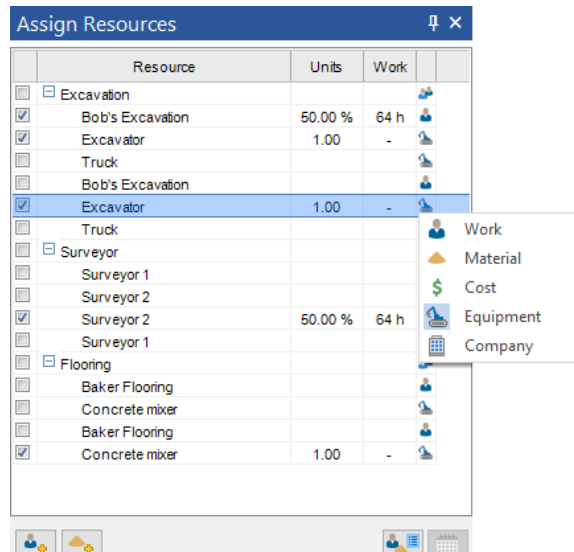 Assign Resources
Resource Units Work
Excavation
Bob's Excavation 50.00 % 64 h
Excavator 1.00 -
Truck
Bob's Excavation
Excavator 1.00 -
Truck
Surveyor
Surveyor 1
Surveyor 2
Surveyor 2 50.00 % 64 h
Surveyor 1
Flooring
Baker Flooring
Concrete mixer
Baker Flooring
Concrete mixer 1.00 -
Work
Material
$ Cost
Equipment
Company